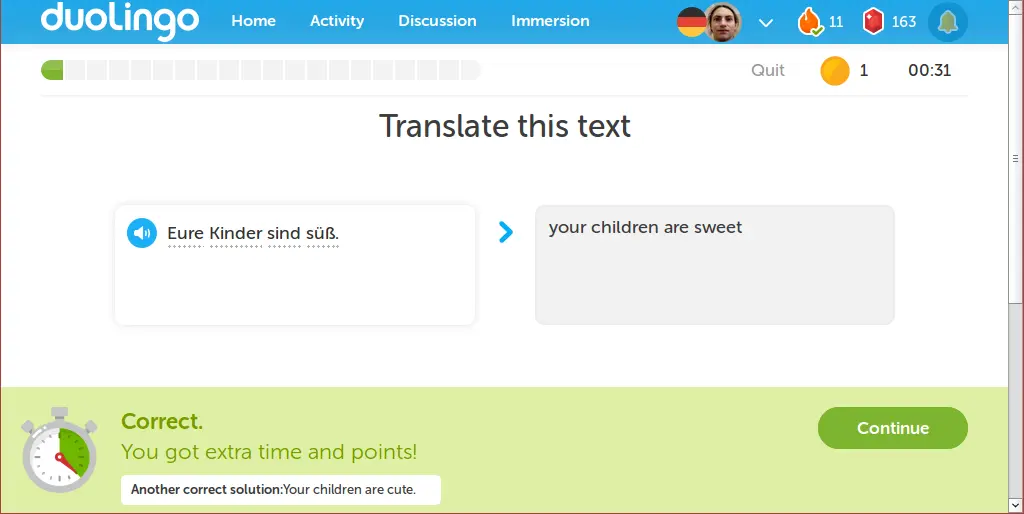 duolingo Home Activity Discussion Immersion 11 163
Quit 1 00:31
Translate this text
Eure Kinder sind süß.
your children are sweet
Correct.
You got extra time and points!
Another correct solution:Your children are cute.
Continue